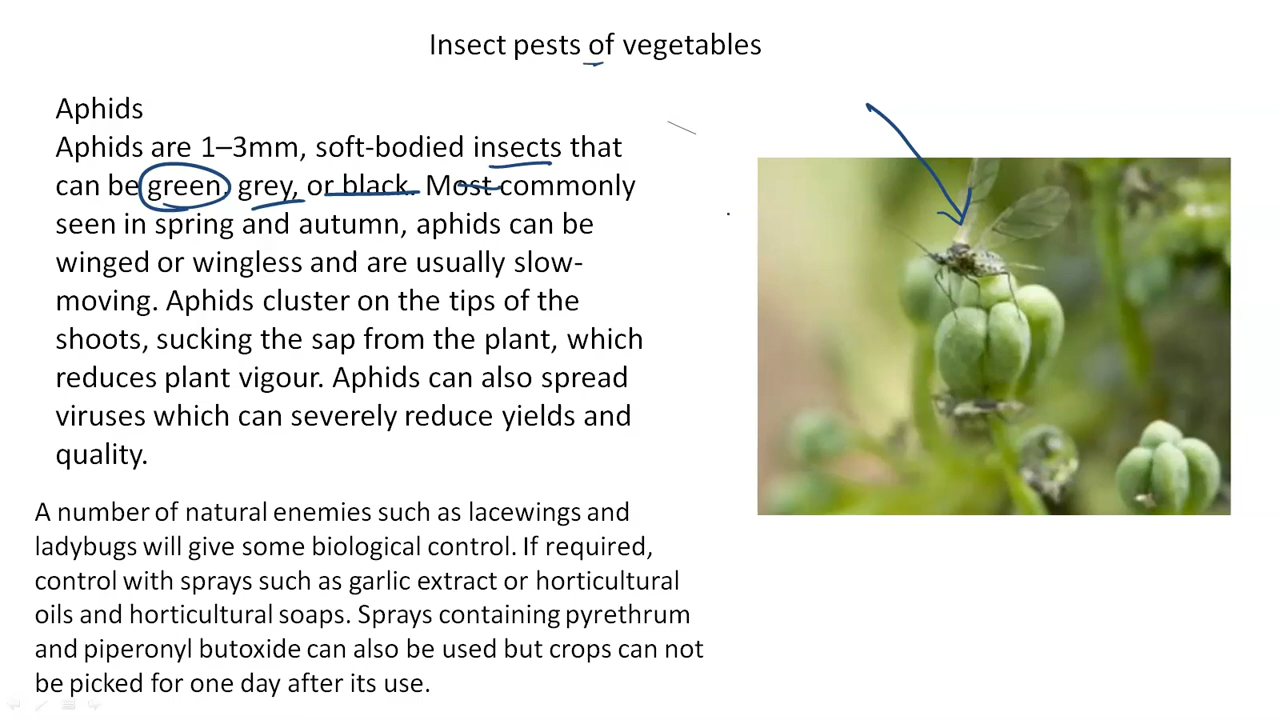 Insect pests of vegetables
Aphids
Aphids are 1–3mm, soft-bodied insects that
can be green, grey, or black. Most commonly
seen in spring and autumn, aphids can be
winged or wingless and are usually slow-
moving. Aphids cluster on the tips of the
shoots, sucking the sap from the plant, which
reduces plant vigour. Aphids can also spread
viruses which can severely reduce yields and
quality.
A number of natural enemies such as lacewings and
ladybugs will give some biological control. If required,
control with sprays such as garlic extract or horticultural
oils and horticultural soaps. Sprays containing pyrethrum
and piperonyl butoxide can also be used but crops can not
be picked for one day after its use.